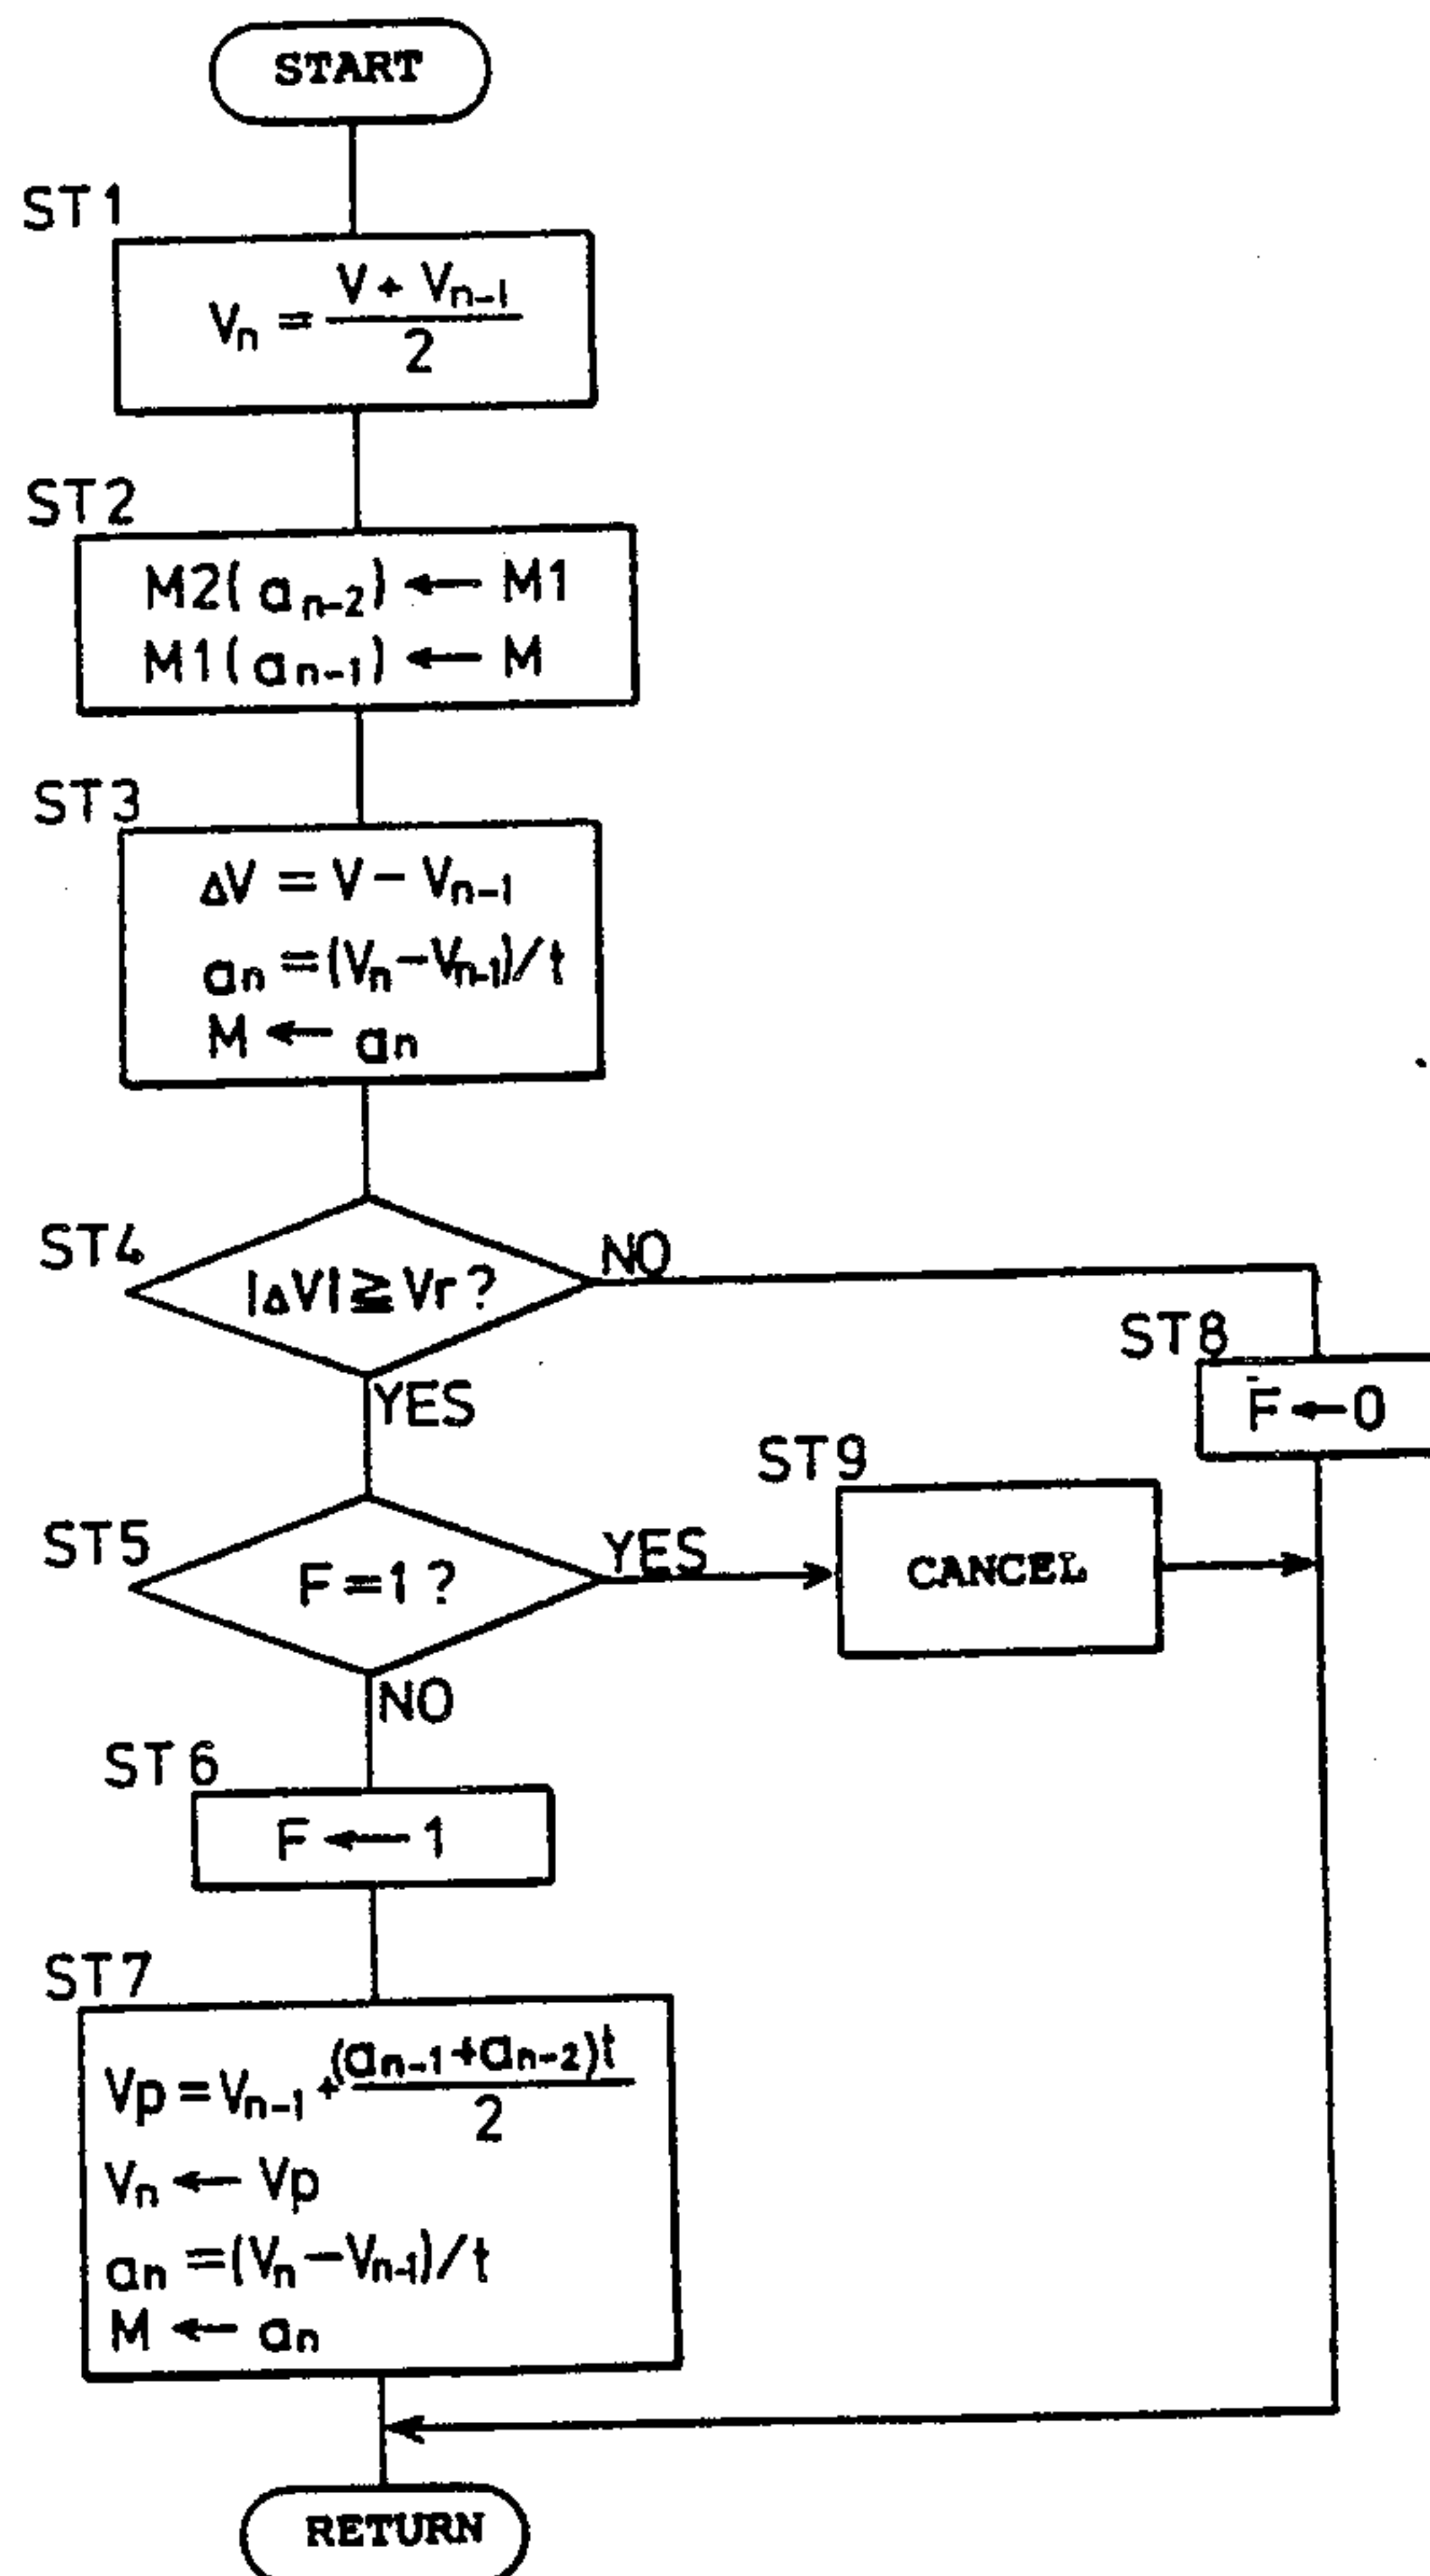 START
ST1
Vn = (V + Vn-1) / 2
ST2
M2(an-2) ← M1
M1(an-1) ← M
ST3
ΔV = V − Vn-1
an = (Vn − Vn-1)/t
M ← an
ST4
|ΔV| ≧ Vr ?
NO
YES
ST8
F ← 0
ST9
CANCEL
ST5
F = 1 ?
YES
NO
ST6
F ← 1
ST7
Vp = Vn-1 + (an-1 + an-2)t / 2
Vn ← Vp
an = (Vn − Vn-1)/t
M ← an
RETURN